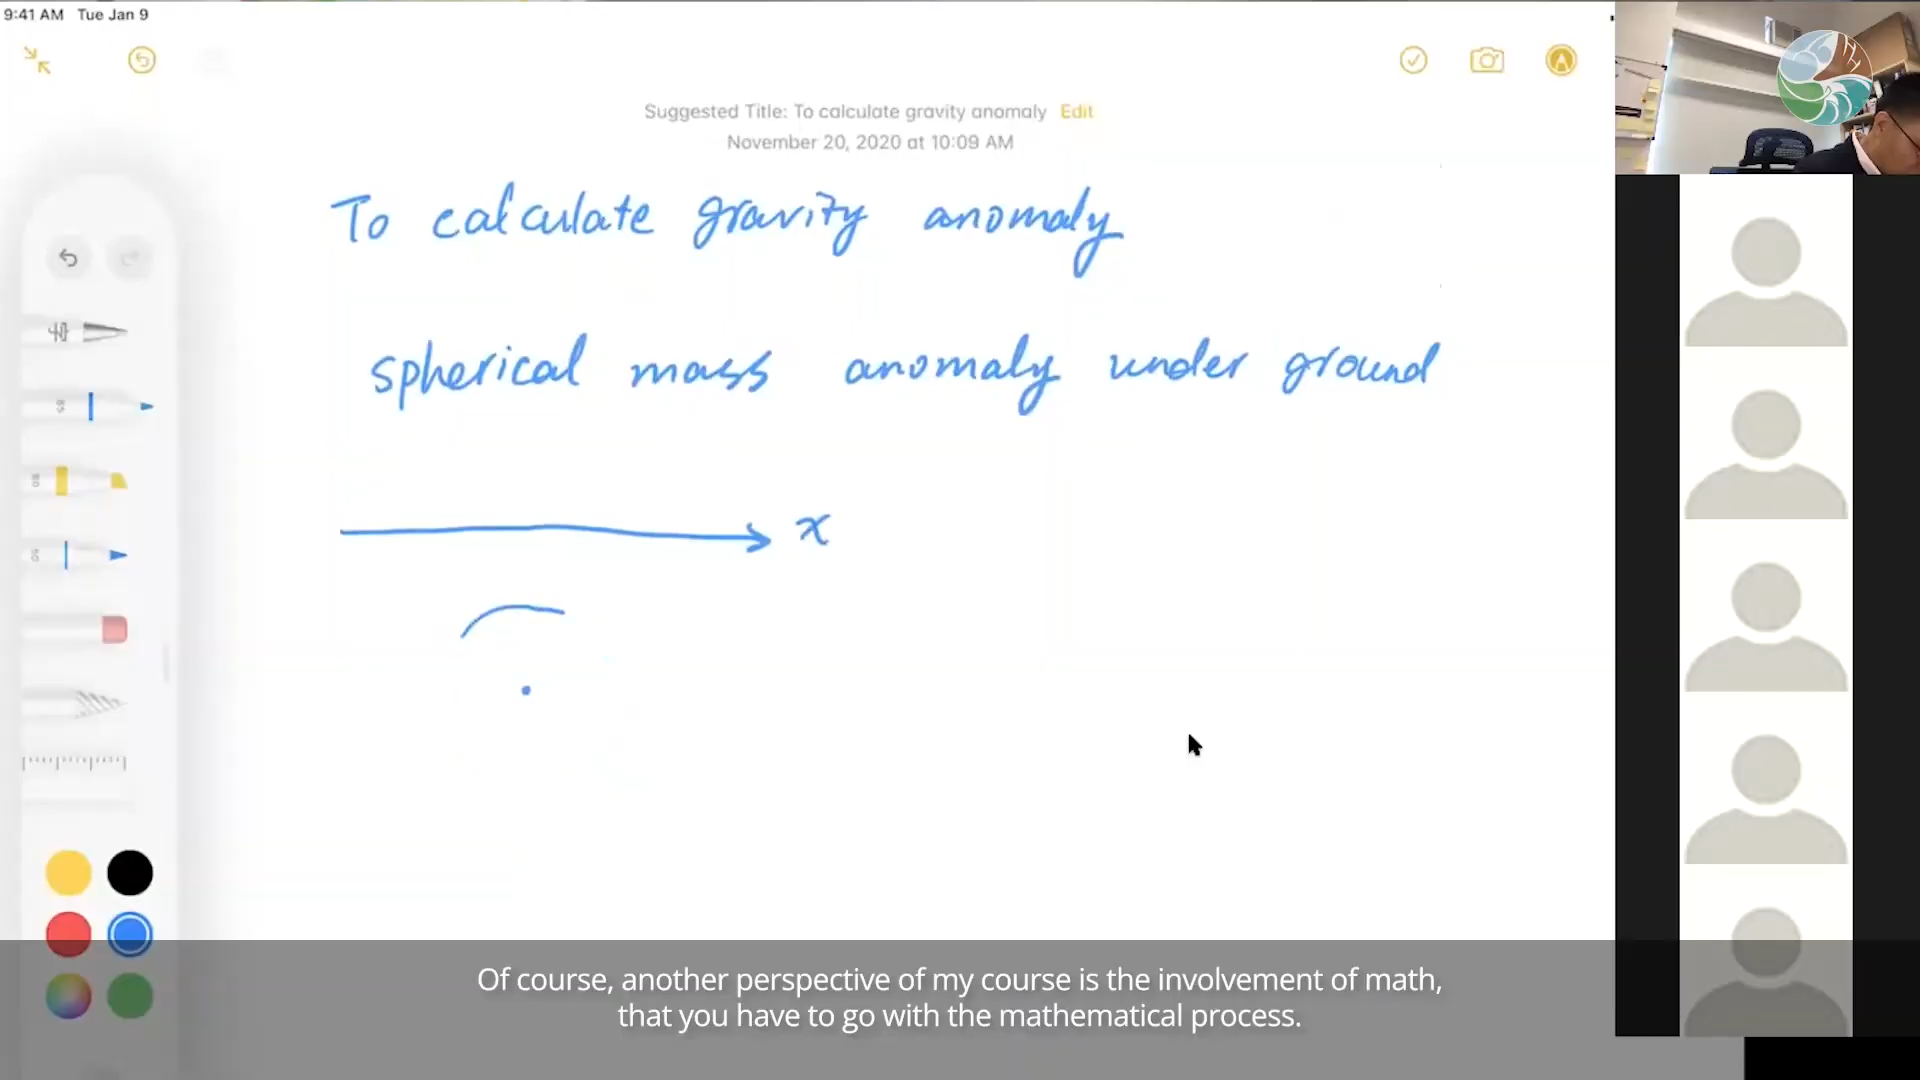 9:41 AM Tue Jan 9
Suggested Title: To calculate gravity anomaly Edit
November 20, 2020 at 10:09 AM
To calculate gravity anomaly
spherical mass anomaly under ground
x
Of course, another perspective of my course is the involvement of math,
that you have to go with the mathematical process.